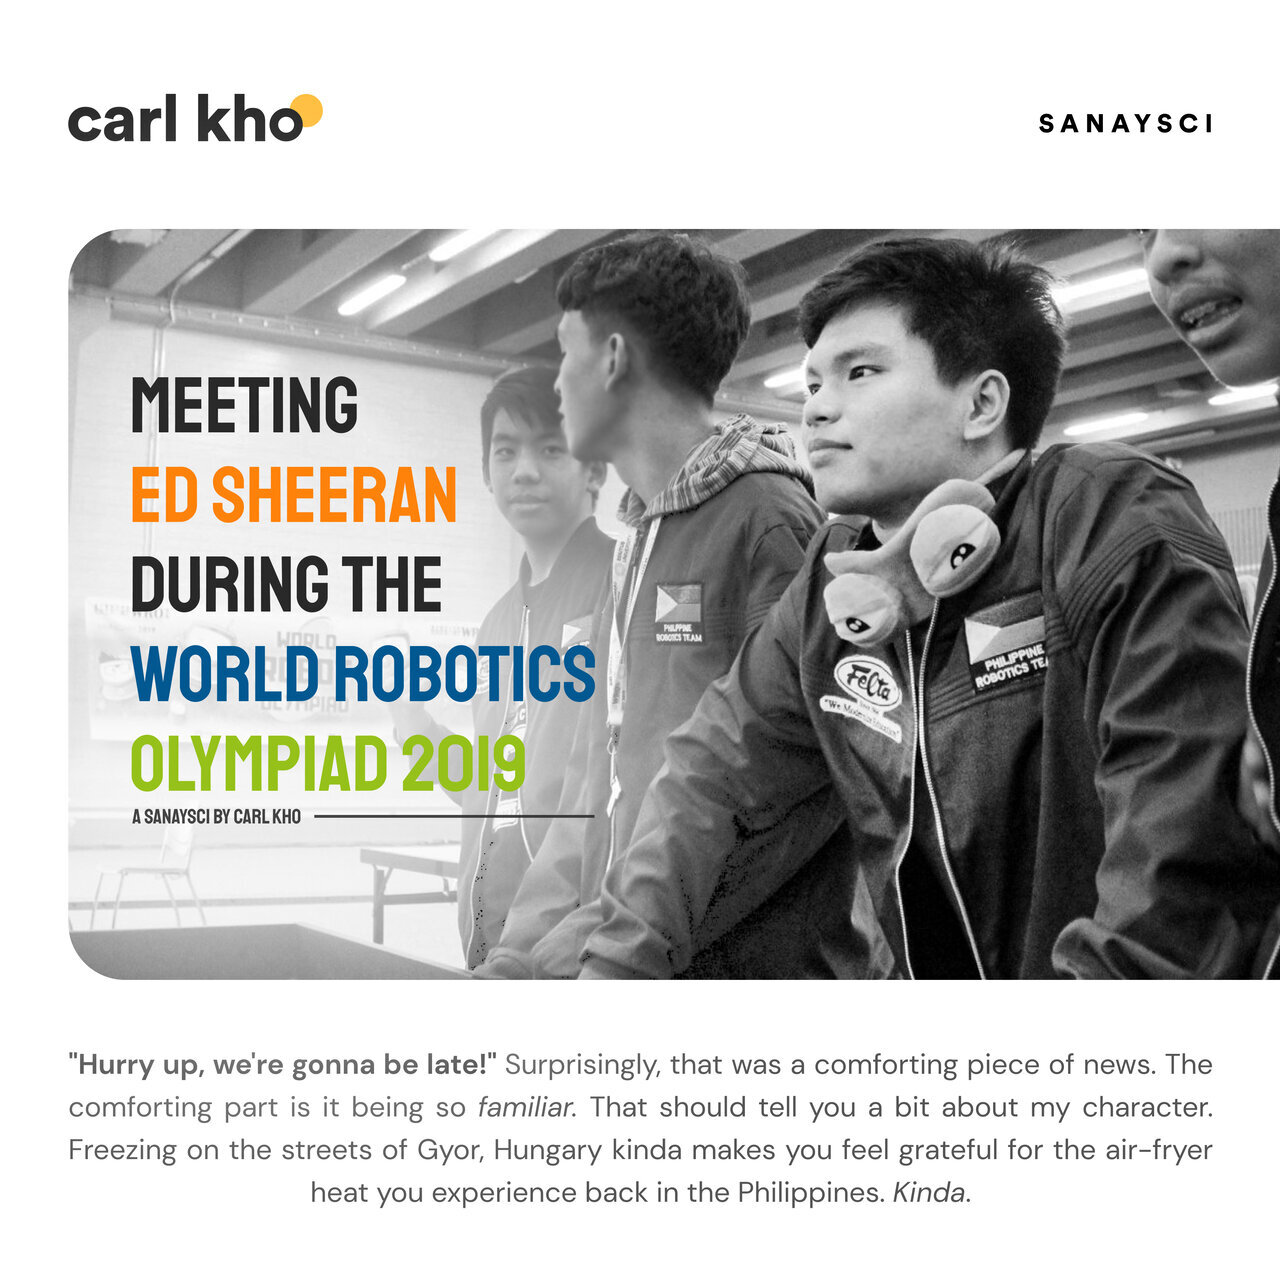 carl kho
SANAYSCI
MEETING
ED SHEERAN
DURING THE
WORLD ROBOTICS
OLYMPIAD 2019
A SANAYSCI BY CARL KHO
PHILIPPINE
ROBOTICS TEAM
PHILIPPINE
ROBOTICS TEA
Felta
WORLD
OLYMPIAD
"Hurry up, we're gonna be late!" Surprisingly, that was a comforting piece of news. The
comforting part is it being so familiar. That should tell you a bit about my character.
Freezing on the streets of Gyor, Hungary kinda makes you feel grateful for the air-fryer
heat you experience back in the Philippines. Kinda.